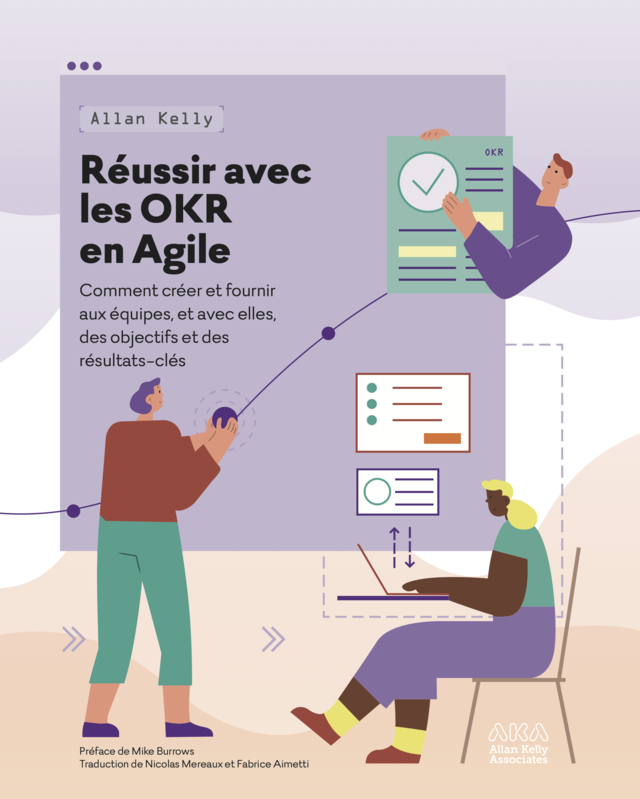 Allan Kelly
Réussir avec
les OKR
en Agile
Comment créer et fournir
aux équipes, et avec elles,
des objectifs et des
résultats-clés
OKR
Préface de Mike Burrows
Traduction de Nicolas Mereaux et Fabrice Aimetti
AKA
Allan Kelly
Associates